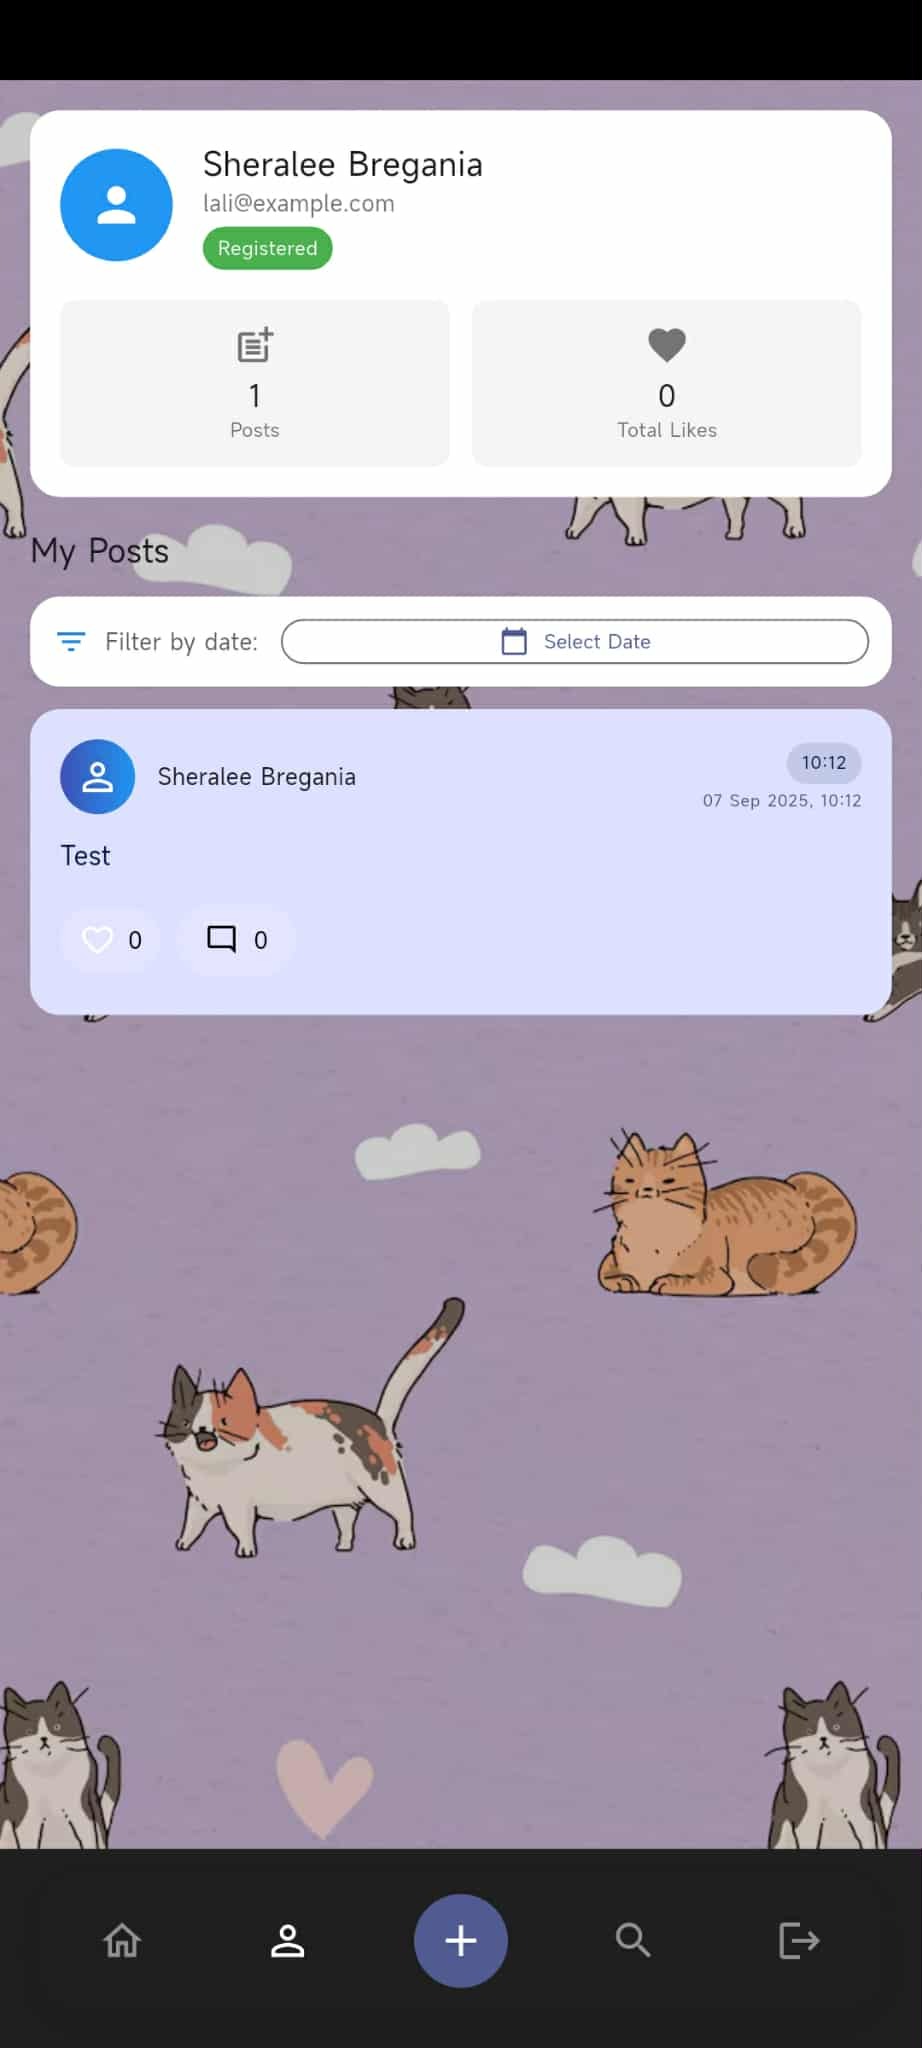 Sheralee Bregania
lali@example.com
Registered
1
Posts
0
Total Likes
My Posts
Filter by date:
Select Date
Sheralee Bregania
10:12
07 Sep 2025, 10:12
Test
0
0